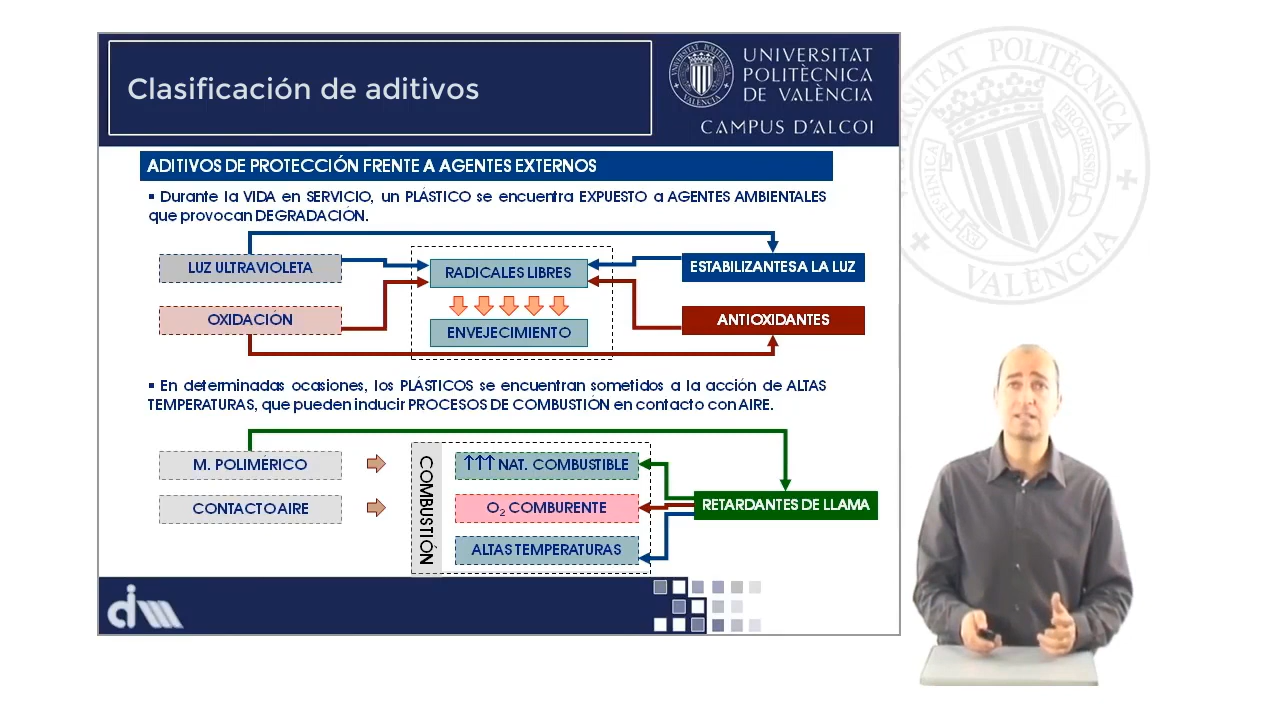 Clasificación de aditivos
UNIVERSITAT
POLITÈCNICA
DE VALÈNCIA
CAMPUS D'ALCOI
ADITIVOS DE PROTECCIÓN FRENTE A AGENTES EXTERNOS
▪ Durante la VIDA en SERVICIO, un PLÁSTICO se encuentra EXPUESTO a AGENTES AMBIENTALES
que provocan DEGRADACIÓN.
LUZ ULTRAVIOLETA
RADICALES LIBRES
ESTABILIZANTES A LA LUZ
OXIDACIÓN
ENVEJECIMIENTO
ANTIOXIDANTES
▪ En determinadas ocasiones, los PLÁSTICOS se encuentran sometidos a la acción de ALTAS
TEMPERATURAS, que pueden inducir PROCESOS DE COMBUSTIÓN en contacto con AIRE.
M. POLIMÉRICO
CONTACTO AIRE
COMBUSTIÓN
↑↑↑ NAT. COMBUSTIBLE
O₂ COMBURENTE
ALTAS TEMPERATURAS
RETARDANTES DE LLAMA